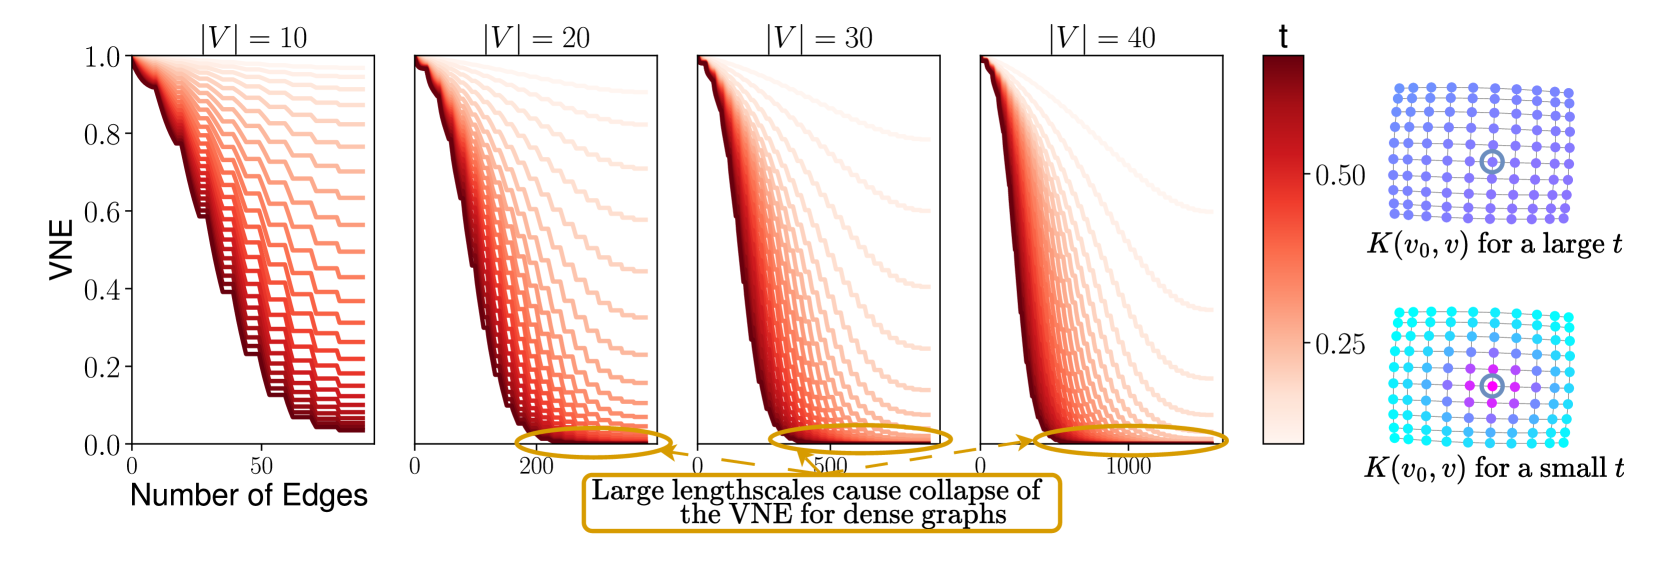 |V| = 10
|V| = 20
|V| = 30
|V| = 40
t
1.0
0.8
0.6
0.4
0.2
0.0
VNE
0 50
0 200
0 500
0 1000
Number of Edges
0.50
0.25
K(v₀, v) for a large t
K(v₀, v) for a small t
Large lengthscales cause collapse of
the VNE for dense graphs